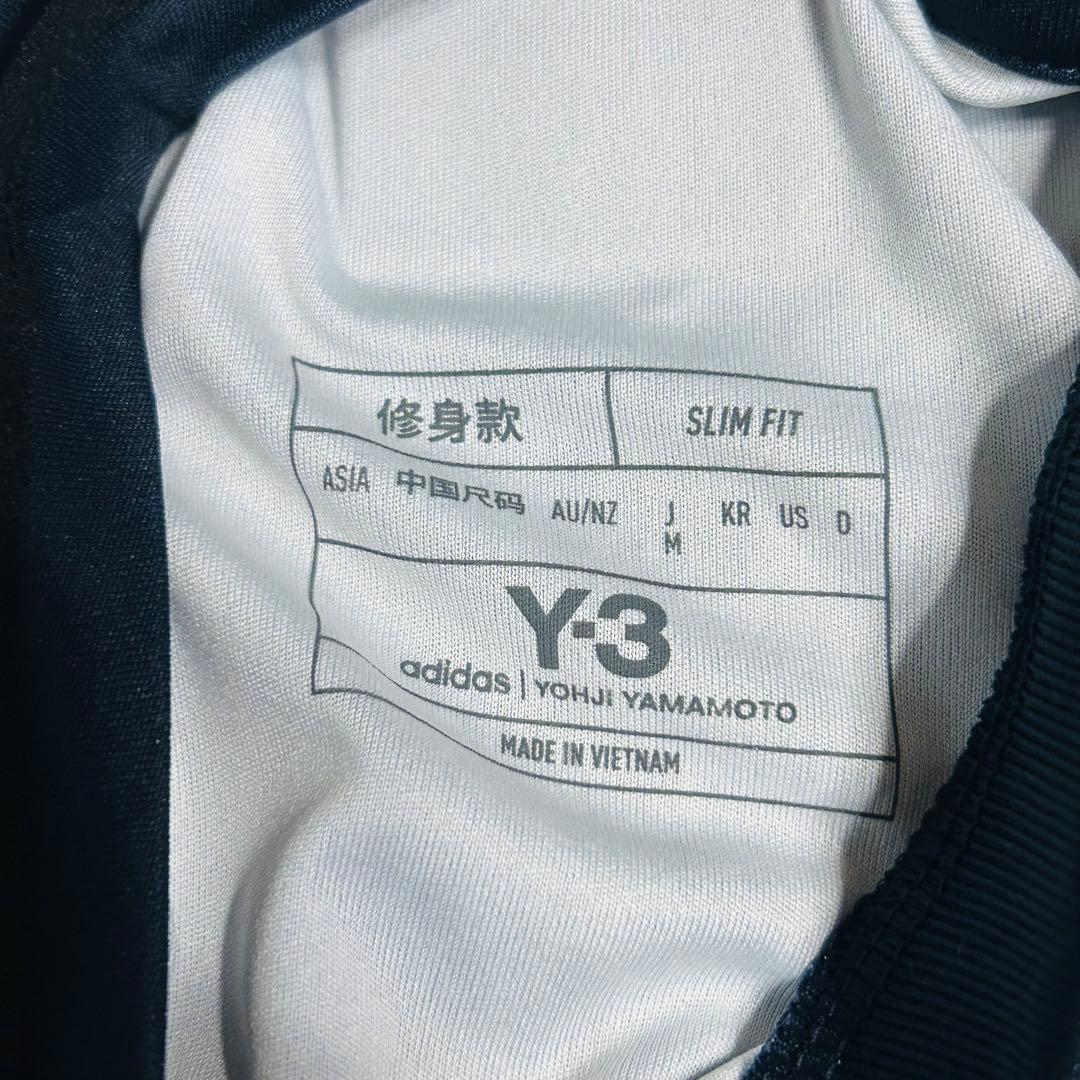 修身款 SLIM FIT
ASIA 中国尺码 AU/NZ J KR US D
M
Y-3
adidas | YOHJI YAMAMOTO
MADE IN VIETNAM